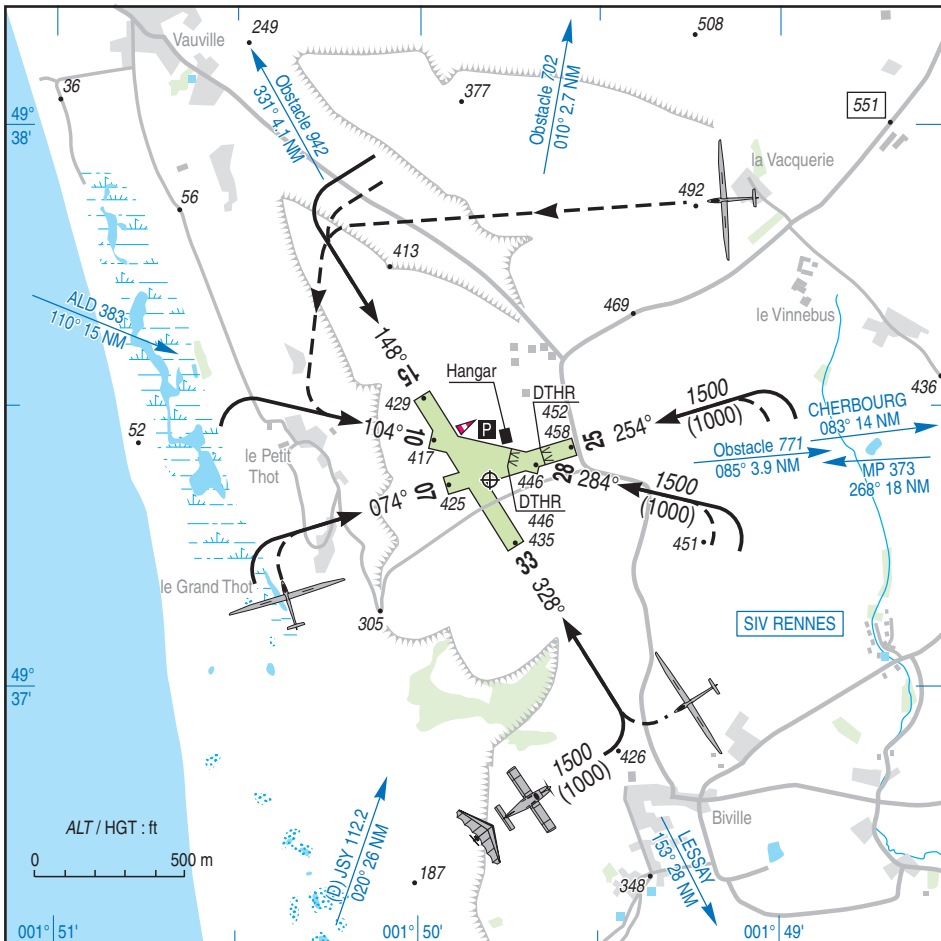 249
508
Vauville
36
Obstacle 942
331° 4.1 NM
377
Obstacle 702
010° 2.7 NM
551
49°
38'
la Vacquerie
56
492
413
ALD 383
110° 15 NM
469
le Vinnebus
148°
15
Hangar
DTHR
452
436
429
P
458
25
254°
1500
(1000)
CHERBOURG
083° 14 NM
52
104°
10
417
le Petit
Thot
28
446
284°
Obstacle 771
085° 3.9 NM
MP 373
268° 18 NM
074°
07
425
DTHR
446
1500
(1000)
435
451
33
le Grand Thot
328°
305
SIV RENNES
49°
37'
1500
(1000)
426
Biville
ALT / HGT : ft
0
500 m
(D) JSY 112.2
020° 26 NM
187
348
LESSAY
153° 28 NM
001° 51'
001° 50'
001° 49'